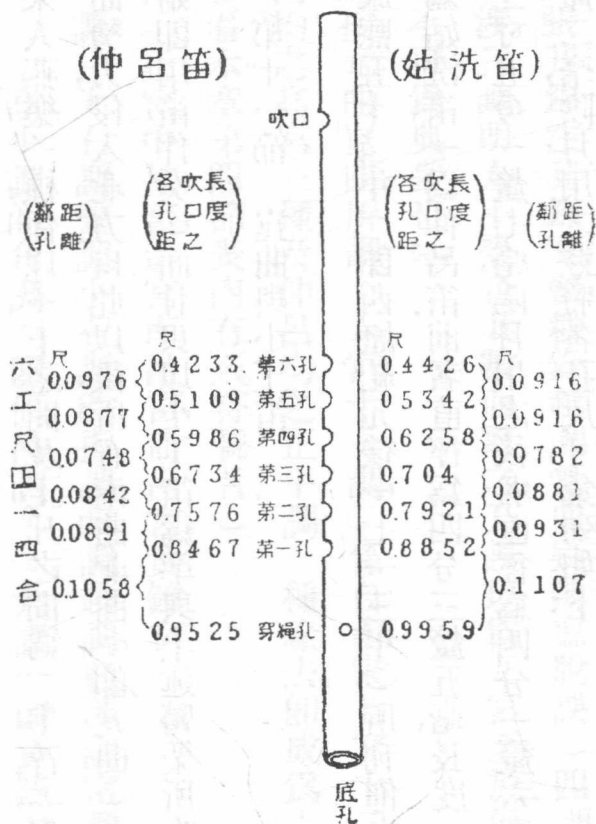 (仲呂笛)
(姑洗笛)
吹口
(鄰孔距離)
(各孔距吹口之長度)
(各孔距吹口之長度)
(鄰孔距離)
尺
尺
尺
尺
六
0.4233 第六孔 0.4426
0.0976
0.0916
工
0.5109 第五孔 0.5342
0.0877
0.0916
尺
0.5986 第四孔 0.6258
0.0748
0.0782
0.6734 第三孔 0.704
0.0842
0.0881
一
0.7576 第二孔 0.7921
0.0891
0.0931
四
0.8467 第一孔 0.8852
合
0.1058
0.1107
0.9525 穿繩孔 0.9959
底孔